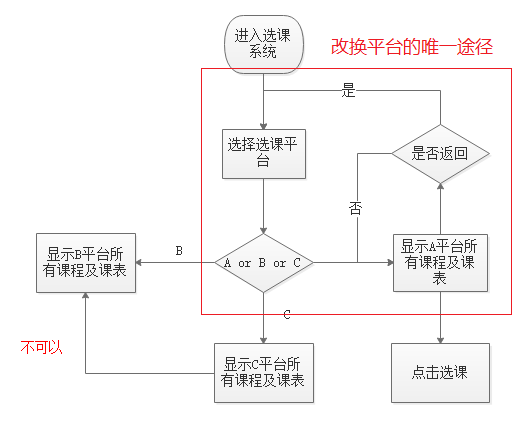 进入选课
系统
改换平台的唯一途径
是
选择选课平
台
是否返回
否
B
A or B or C
显示A平台所
有课程及课
表
显示B平台所
有课程及课表
C
不可以
显示C平台所
有课程及课表
点击选课